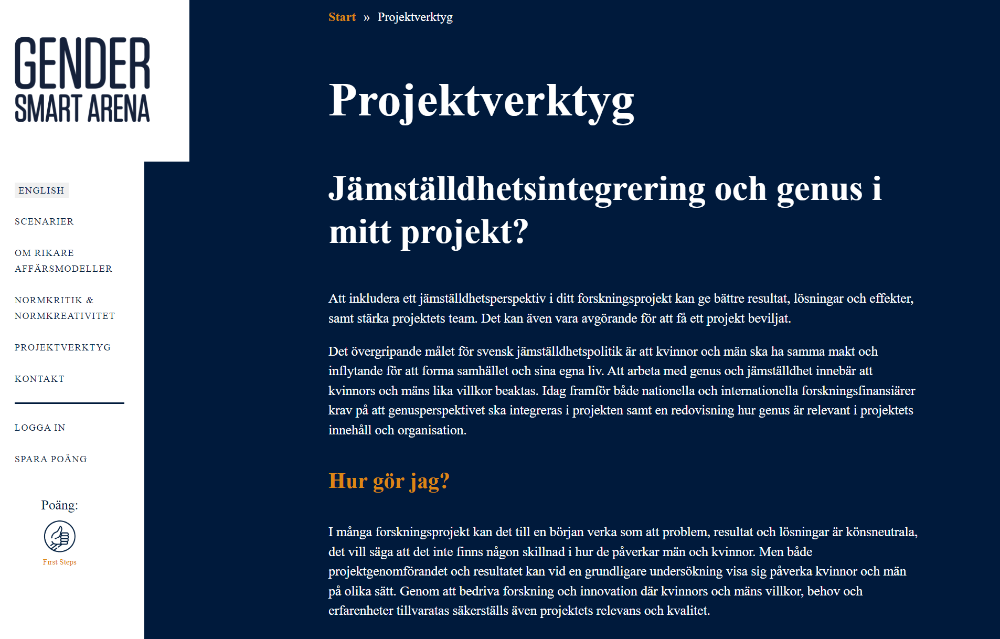 GENDER
SMART ARENA
ENGLISH
SCENARIER
OM RIKARE
AFFÄRSMODELLER
NORMKRITIK &
NORMKREATIVITET
PROJEKTVERKTYG
KONTAKT
LOGGA IN
SPARA POÄNG
Poäng:
First Steps
Start » Projektverktyg
Projektverktyg
Jämställdhetsintegrering och genus i
mitt projekt?
Att inkludera ett jämställdhetsperspektiv i ditt forskningsprojekt kan ge bättre resultat, lösningar och effekter,
samt stärka projektets team. Det kan även vara avgörande för att få ett projekt beviljat.
Det övergripande målet för svensk jämställdhetspolitik är att kvinnor och män ska ha samma makt och
inflytande för att forma samhället och sina egna liv. Att arbeta med genus och jämställdhet innebär att
kvinnors och mäns lika villkor beaktas. Idag framför både nationella och internationella forskningsfinansiärer
krav på att genusperspektivet ska integreras i projekten samt en redovisning hur genus är relevant i projektets
innehåll och organisation.
Hur gör jag?
I många forskningsprojekt kan det till en början verka som att problem, resultat och lösningar är könsneutrala,
det vill säga att det inte finns någon skillnad i hur de påverkar män och kvinnor. Men både
projektgenomförandet och resultatet kan vid en grundligare undersökning visa sig påverka kvinnor och män
på olika sätt. Genom att bedriva forskning och innovation där kvinnors och mäns villkor, behov och
erfarenheter tillvaratas säkerställs även projektets relevans och kvalitet.